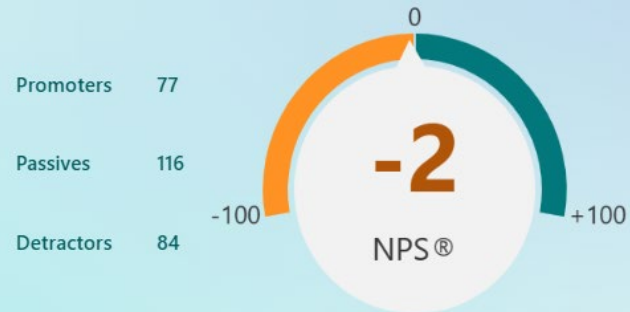 Promoters 77
Passives 116
Detractors 84
0
-100
+100
-2
NPS®